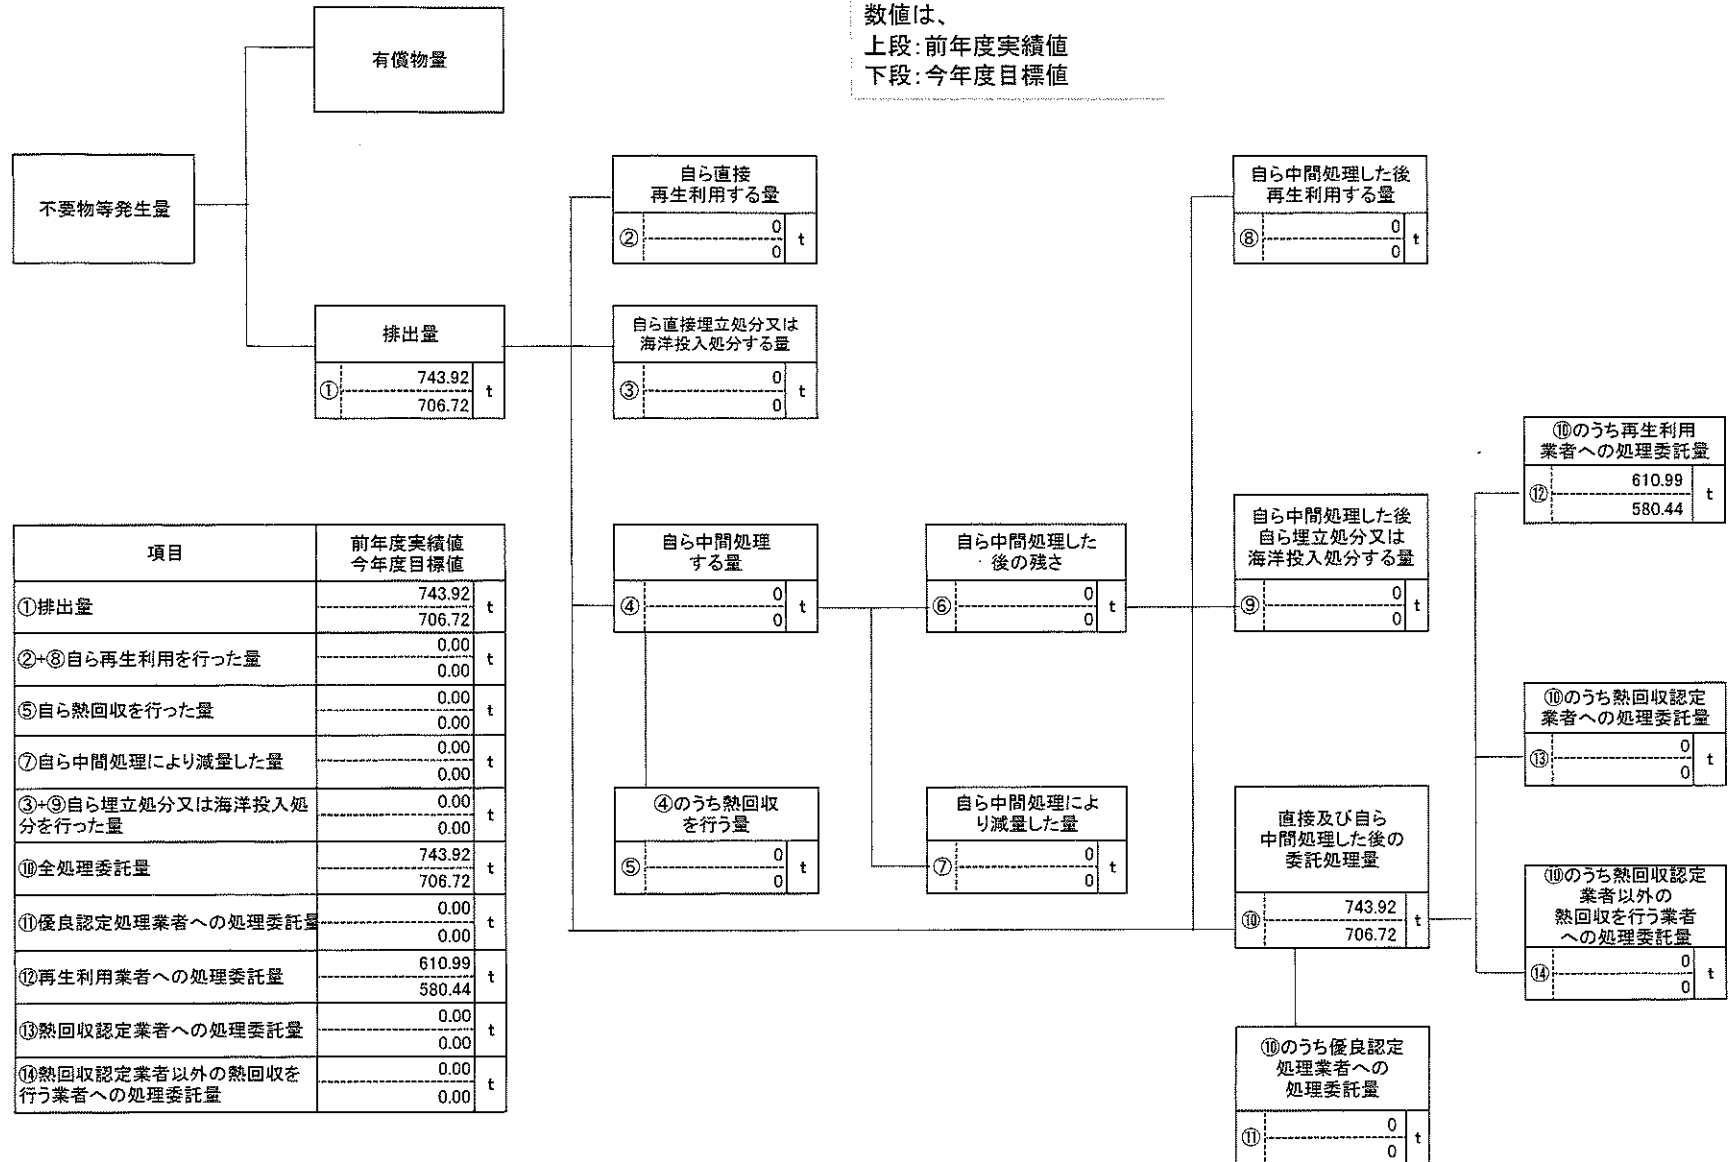 数値は、
上段：前年度実績値
下段：今年度目標値
有償物量
不要物等発生量
排出量
① 743.92 t
706.72
自ら直接
再生利用する量
② 0 t
0
自ら直接埋立処分又は
海洋投入処分する量
③ 0 t
0
自ら中間処理
する量
④ 0 t
0
④のうち熱回収
を行う量
⑤ 0 t
0
自ら中間処理した
後の残さ
⑥ 0 t
0
自ら中間処理によ
り減量した量
⑦ 0 t
0
自ら中間処理した後
再生利用する量
⑧ 0 t
0
自ら中間処理した後
自ら埋立処分又は
海洋投入処分する量
⑨ 0 t
0
直接及び自ら
中間処理した後の
委託処理量
⑩ 743.92 t
706.72
⑩のうち優良認定
処理業者への
処理委託量
⑪ 0 t
0
⑩のうち再生利用
業者への処理委託量
⑫ 610.99 t
580.44
⑩のうち熱回収認定
業者への処理委託量
⑬ 0 t
0
⑩のうち熱回収認定
業者以外の
熱回収を行う業者
への処理委託量
⑭ 0 t
0
項目
前年度実績値
今年度目標値
①排出量 743.92 t
706.72
②+⑧自ら再生利用を行った量 0.00 t
0.00
⑤自ら熱回収を行った量 0.00 t
0.00
⑦自ら中間処理により減量した量 0.00 t
0.00
③+⑨自ら埋立処分又は海洋投入処 0.00 t
分を行った量 0.00
⑩全処理委託量 743.92 t
706.72
⑪優良認定処理業者への処理委託量 0.00 t
0.00
⑫再生利用業者への処理委託量 610.99 t
580.44
⑬熱回収認定業者への処理委託量 0.00 t
0.00
⑭熱回収認定業者以外の熱回収を 0.00 t
行う業者への処理委託量 0.00